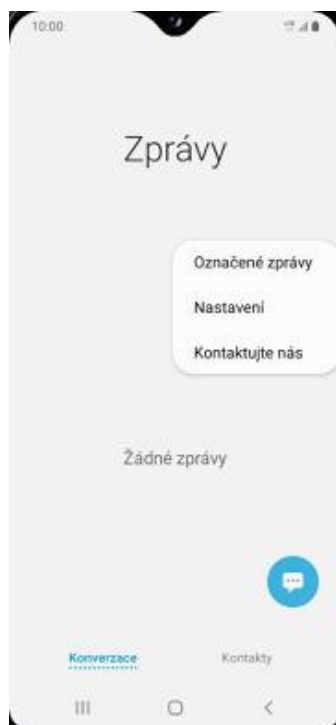 10:00
Zprávy
Označené zprávy
Nastavení
Kontaktujte nás
Žádné zprávy
Konverzace
Kontakty